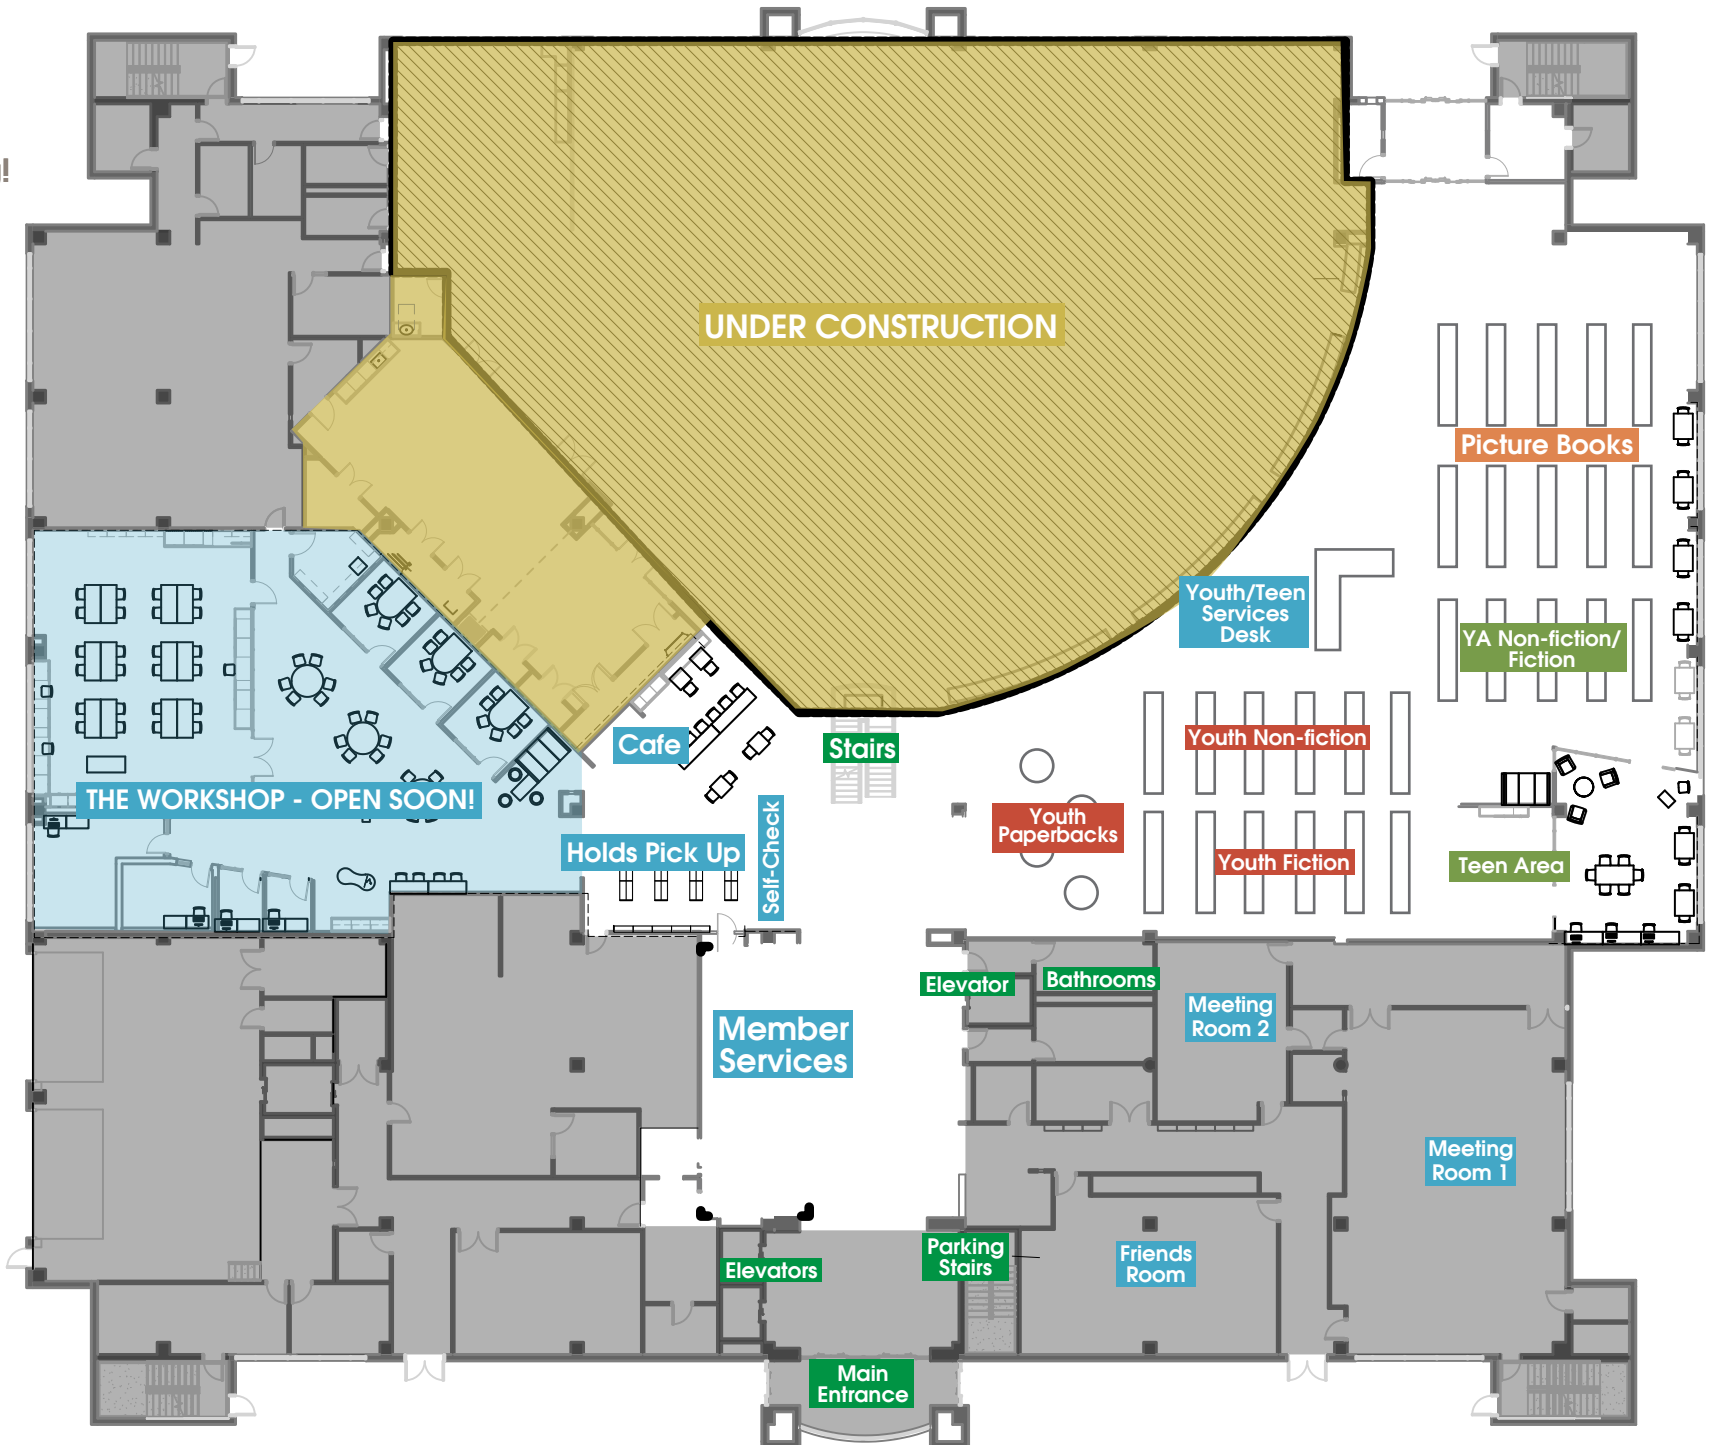 UNDER CONSTRUCTION
Picture Books
Youth/Teen
Services
Desk
YA Non-fiction/
Fiction
Cafe
Stairs
Youth Non-fiction
THE WORKSHOP - OPEN SOON!
Youth
Paperbacks
Holds Pick Up
Self-Check
Youth Fiction
Teen Area
Elevator
Bathrooms
Meeting
Room 2
Member
Services
Meeting
Room 1
Parking
Stairs
Friends
Room
Elevators
Main
Entrance